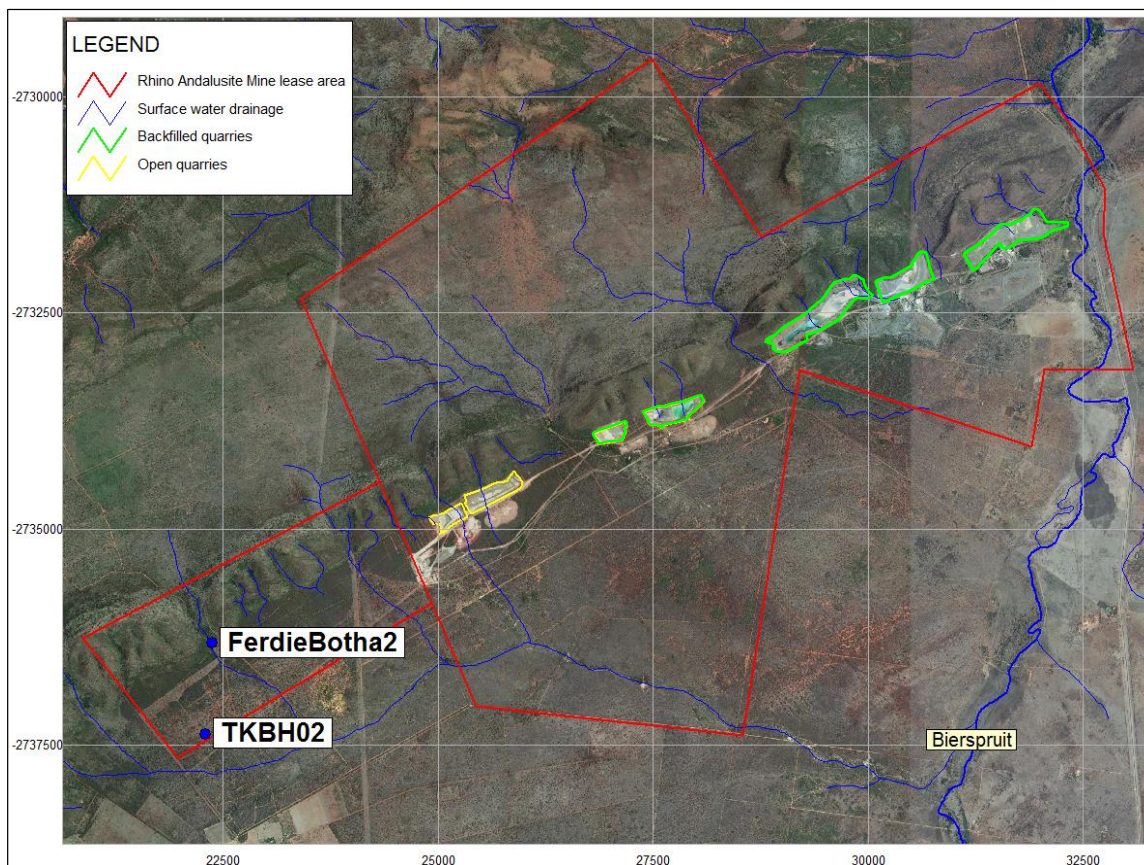 LEGEND
Rhino Andalusite Mine lease area
Surface water drainage
Backfilled quarries
Open quarries
-2730000
-2732500
-2735000
FerdieBotha2
TKBH02
Bierspruit
-2737500
22500 25000 27500 30000 32500